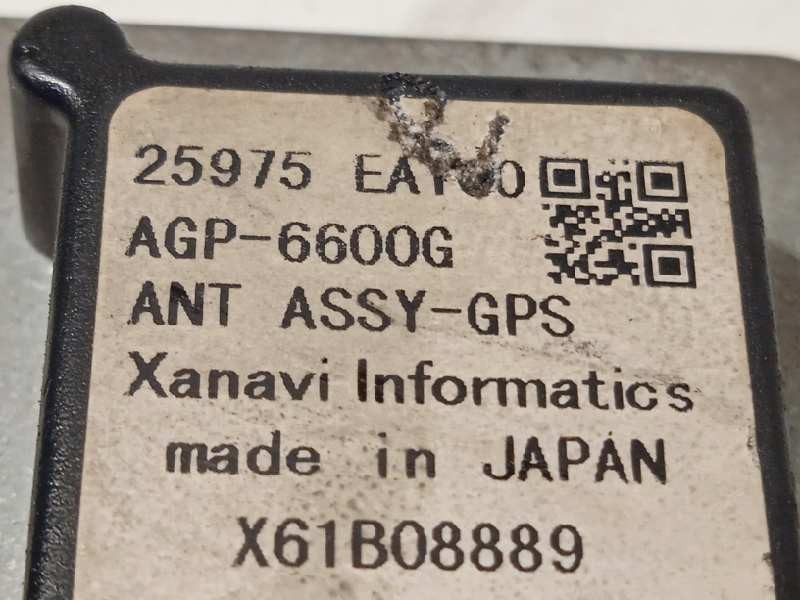 25975
AGP-6600G
ANT ASSY-GPS
Xanavi Informatics
made in JAPAN
X61B08889